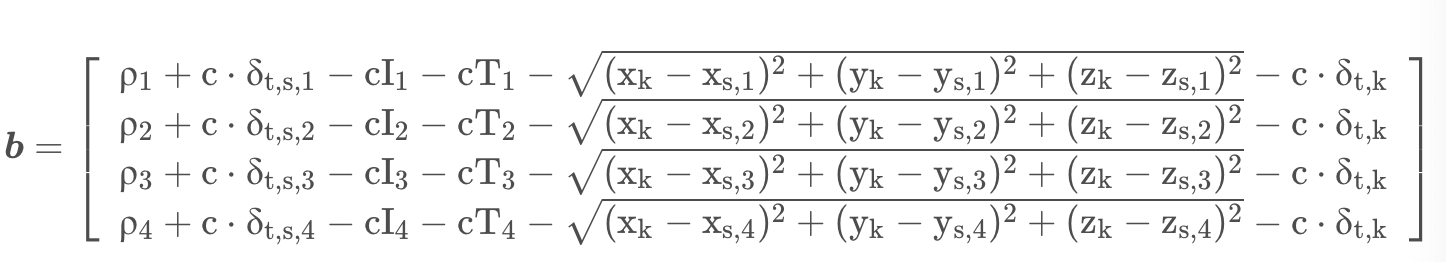 b = [ ρ₁ + c · δₜ,ₛ,₁ − cI₁ − cT₁ − √((xₖ − xₛ,₁)² + (yₖ − yₛ,₁)² + (zₖ − zₛ,₁)²) − c · δₜ,ₖ
ρ₂ + c · δₜ,ₛ,₂ − cI₂ − cT₂ − √((xₖ − xₛ,₂)² + (yₖ − yₛ,₂)² + (zₖ − zₛ,₂)²) − c · δₜ,ₖ
ρ₃ + c · δₜ,ₛ,₃ − cI₃ − cT₃ − √((xₖ − xₛ,₃)² + (yₖ − yₛ,₃)² + (zₖ − zₛ,₃)²) − c · δₜ,ₖ
ρ₄ + c · δₜ,ₛ,₄ − cI₄ − cT₄ − √((xₖ − xₛ,₄)² + (yₖ − yₛ,₄)² + (zₖ − zₛ,₄)²) − c · δₜ,ₖ ]